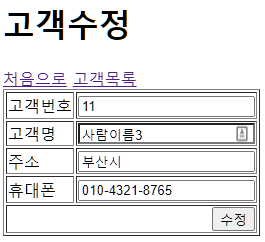 고객수정
처음으로 고객목록
고객번호 11
고객명 사람이름3
주소 부산시
휴대폰 010-4321-8765
수정